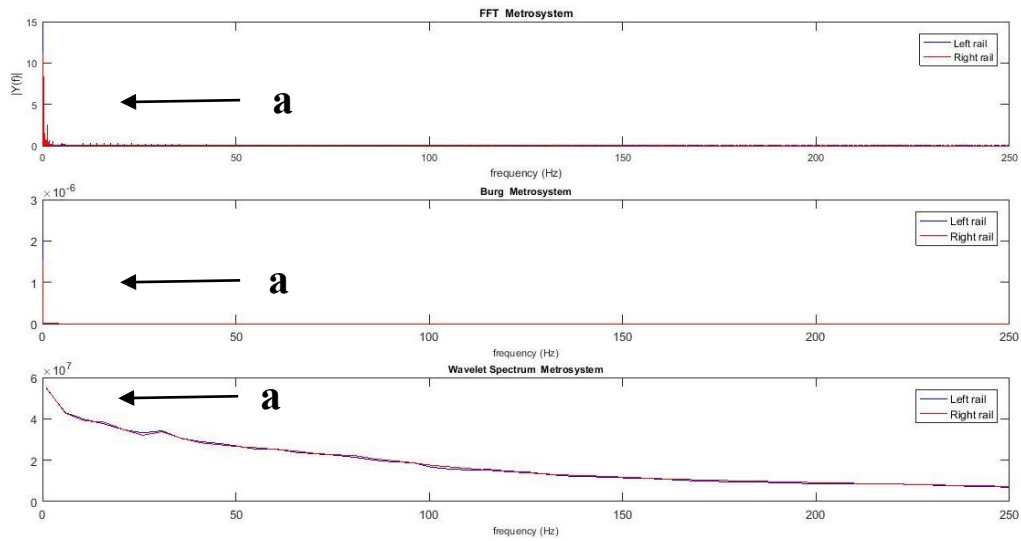 FFT Metrosystem
15
10
5
0
|Y(f)|
Left rail
Right rail
a
0 50 100 150 200 250
frequency (Hz)
×10-6
Burg Metrosystem
3
2
1
0
Left rail
Right rail
a
0 50 100 150 200 250
frequency (Hz)
×10 7
Wavelet Spectrum Metrosystem
6
4
2
0
Left rail
Right rail
a
0 50 100 150 200 250
frequency (Hz)